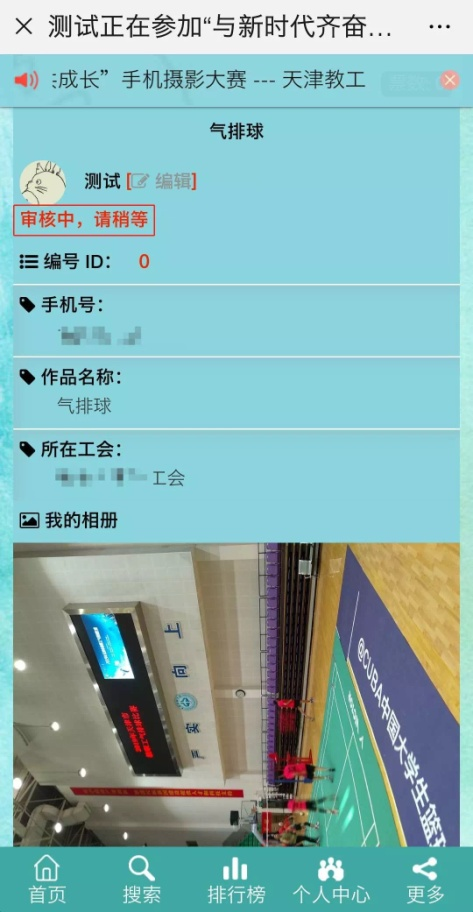 测试正在参加“与新时代齐奋...
成长”手机摄影大赛 --- 天津教工
气排球
测试 [编辑]
审核中，请稍等
编号 ID： 0
手机号：
作品名称：
气排球
所在工会：
工会
我的相册
向上
@CUBA中国大学生篮
首页
搜索
排行榜
个人中心
更多